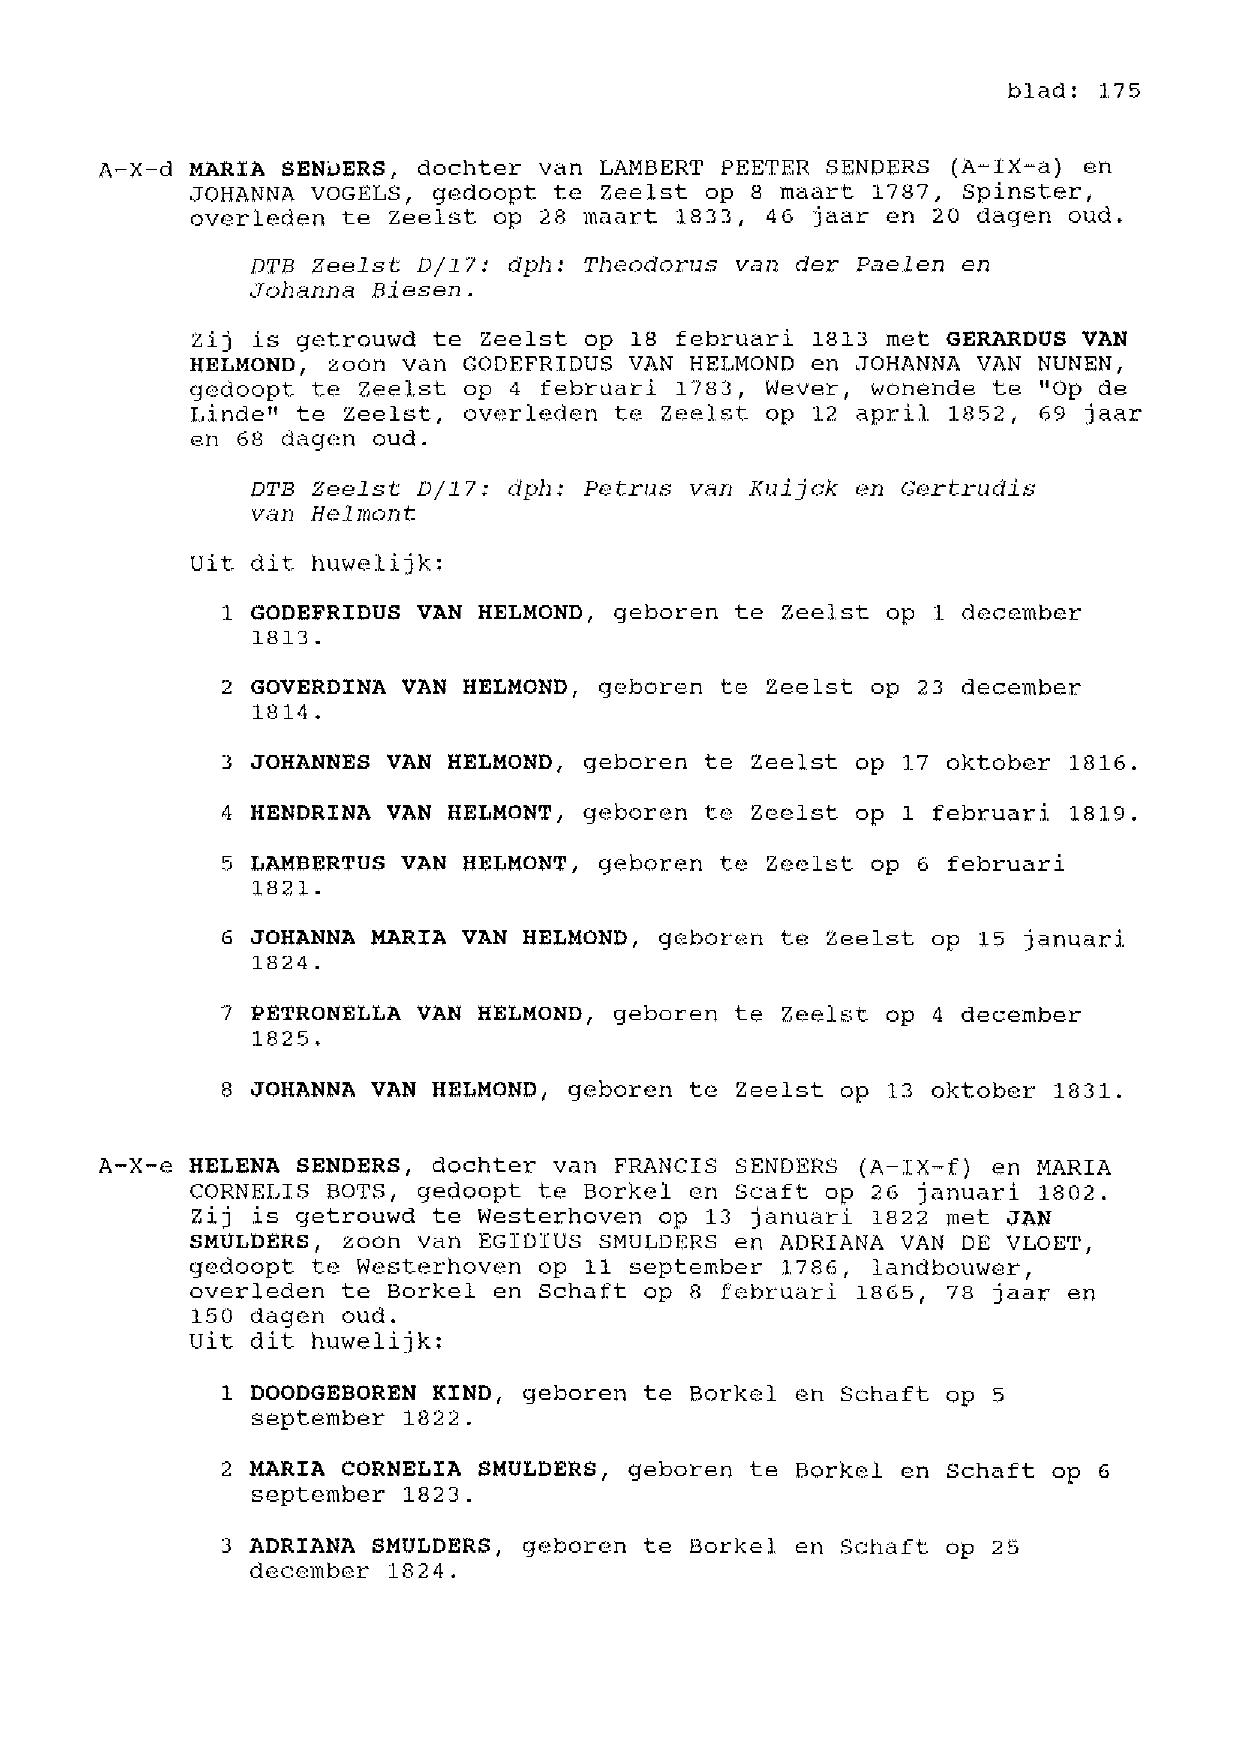 blad: 175
A-X-d MARIA SENDERS, dochter van LAMBERT PEETER SENDERS (A-IX-a) en
JOHANNA VOGELS, gedoopt te Zeelst op 8 maart 1787, Spinster,
overleden te Zeelst op 28 maart 1833, 46 jaar en 20 dagen oud.
DTB Zeelst D/17: dph: Theodorus van der Paelen en
Johanna Biesen.
Zij is getrouwd te Zeelst op 18 februari 1813 met GERARDUS VAN
HELMOND, zoon van GODEFRIDUS VAN HELMOND en JOHANNA VAN NUNEN,
gedoopt te Zeelst op 4 februari 1783, Wever, wonende te "Op de
Linde" te Zeelst, overleden te Zeelst op 12 april 1852, 69 jaar
en 68 dagen oud.
DTB Zeelst D/17: dph: Petrus van Kuijck en Gertrudis
van Helmont
Uit dit huwelijk:
1 GODEFRIDUS VAN HELMOND, geboren te Zeelst op 1 december
1813.
2 GOVERDINA VAN HELMOND, geboren te Zeelst op 23 december
1814.
3 JOHANNES VAN HELMOND, geboren te Zeelst op 17 oktober 1816.
4 HENDRINA VAN HELMONT, geboren te Zeelst op 1 februari 1819.
5 LAMBERTUS VAN HELMONT, geboren te Zeelst op 6 februari
1821.
6 JOHANNA MARIA VAN HELMOND, geboren te Zeelst op 15 januari
1824.
7 PETRONELLA VAN HELMOND, geboren te Zeelst op 4 december
1825.
8 JOHANNA VAN HELMOND, geboren te Zeelst op 13 oktober 1831.
A-X-e HELENA SENDERS, dochter van FRANCIS SENDERS (A-IX-f) en MARIA
CORNELIS BOTS, gedoopt te Borkel en Scaft op 26 januari 1802.
Zij is getrouwd te Westerhoven op 13 januari 1822 met JAN
SMULDERS, zoon van EGIDIUS SMULDERS en ADRIANA VAN DE VLOET,
gedoopt te Westerhoven op 11 september 1786, landbouwer,
overleden te Borkel en Schaft op 8 februari 1865, 78 jaar en
150 dagen oud.
Uit dit huwelijk:
1 DOODGEBOREN KIND, geboren te Borkel en Schaft op 5
september 1822.
2 MARIA CORNELIA SMULDERS, geboren te Borkel en Schaft op 6
september 1823.
3 ADRIANA SMULDERS, geboren te Borkel en Schaft op 25
december 1824.